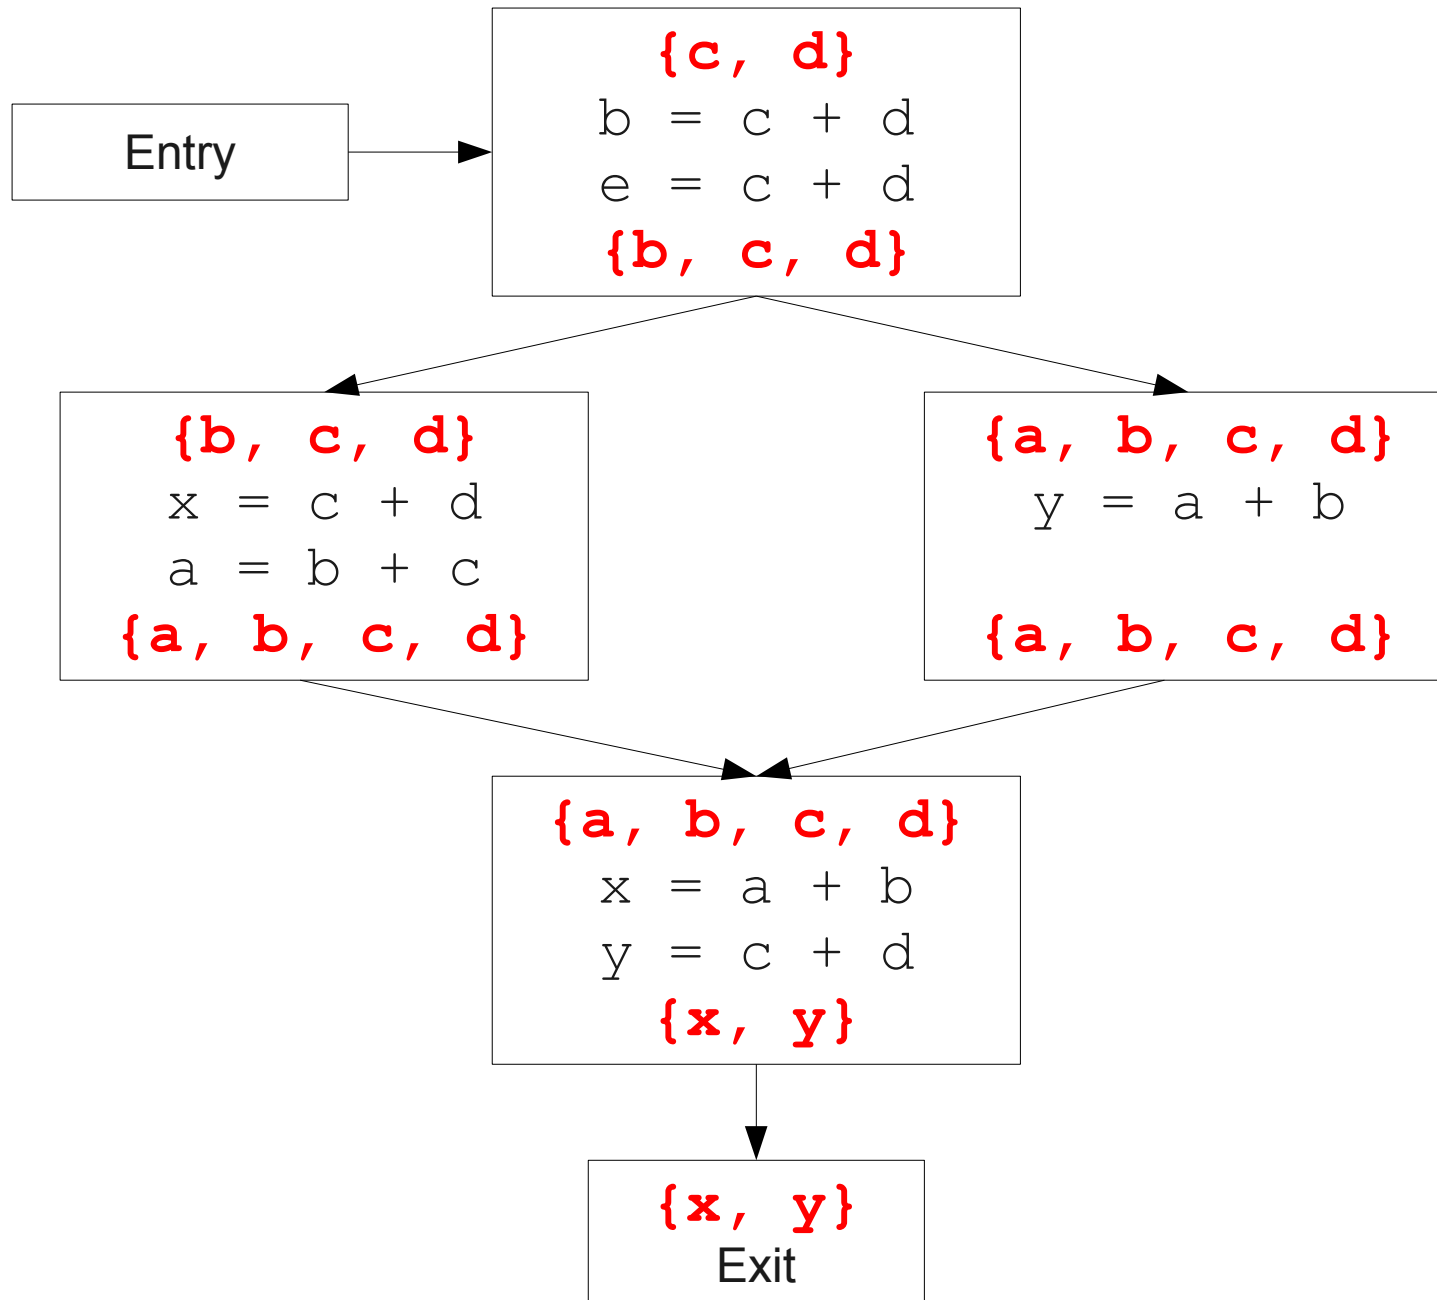 Entry
{c, d}
b = c + d
e = c + d
{b, c, d}
{b, c, d}
x = c + d
a = b + c
{a, b, c, d}
{a, b, c, d}
y = a + b
{a, b, c, d}
{a, b, c, d}
x = a + b
y = c + d
{x, y}
{x, y}
Exit